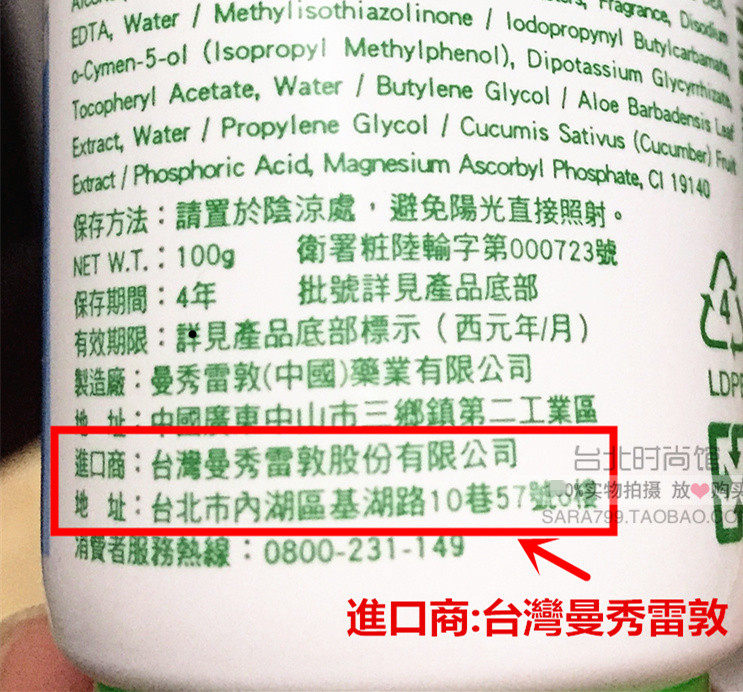 Fragrance, Disodium
EDTA, Water / Methylisothiazolinone / Iodopropynyl Butylcarbamate,
o-Cymen-5-ol (Isopropyl Methylphenol), Dipotassium Glycyrrhizate,
Tocopheryl Acetate, Water / Butylene Glycol / Aloe Barbadensis Leaf
Extract, Water / Propylene Glycol / Cucumis Sativus (Cucumber) Fruit
Extract / Phosphoric Acid, Magnesium Ascorbyl Phosphate, CI 19140
保存方法：請置於陰涼處，避免陽光直接照射。
NET W.T.：100g 衛署粧陸輸字第000723號
保存期間：4年 批號詳見產品底部
有效期限：詳見產品底部標示（西元年/月）
製造廠：曼秀雷敦(中國)藥業有限公司
地 址：中國廣東中山市三鄉鎮第二工業區
進口商：台灣曼秀雷敦股份有限公司
地 址：台北市內湖區基湖路10巷57號
消費者服務熱線：0800-231-149
4
LDPE
台北时尚馆
实物拍摄 放❤购买
SARA799.TAOBAO.CO
進口商:台灣曼秀雷敦